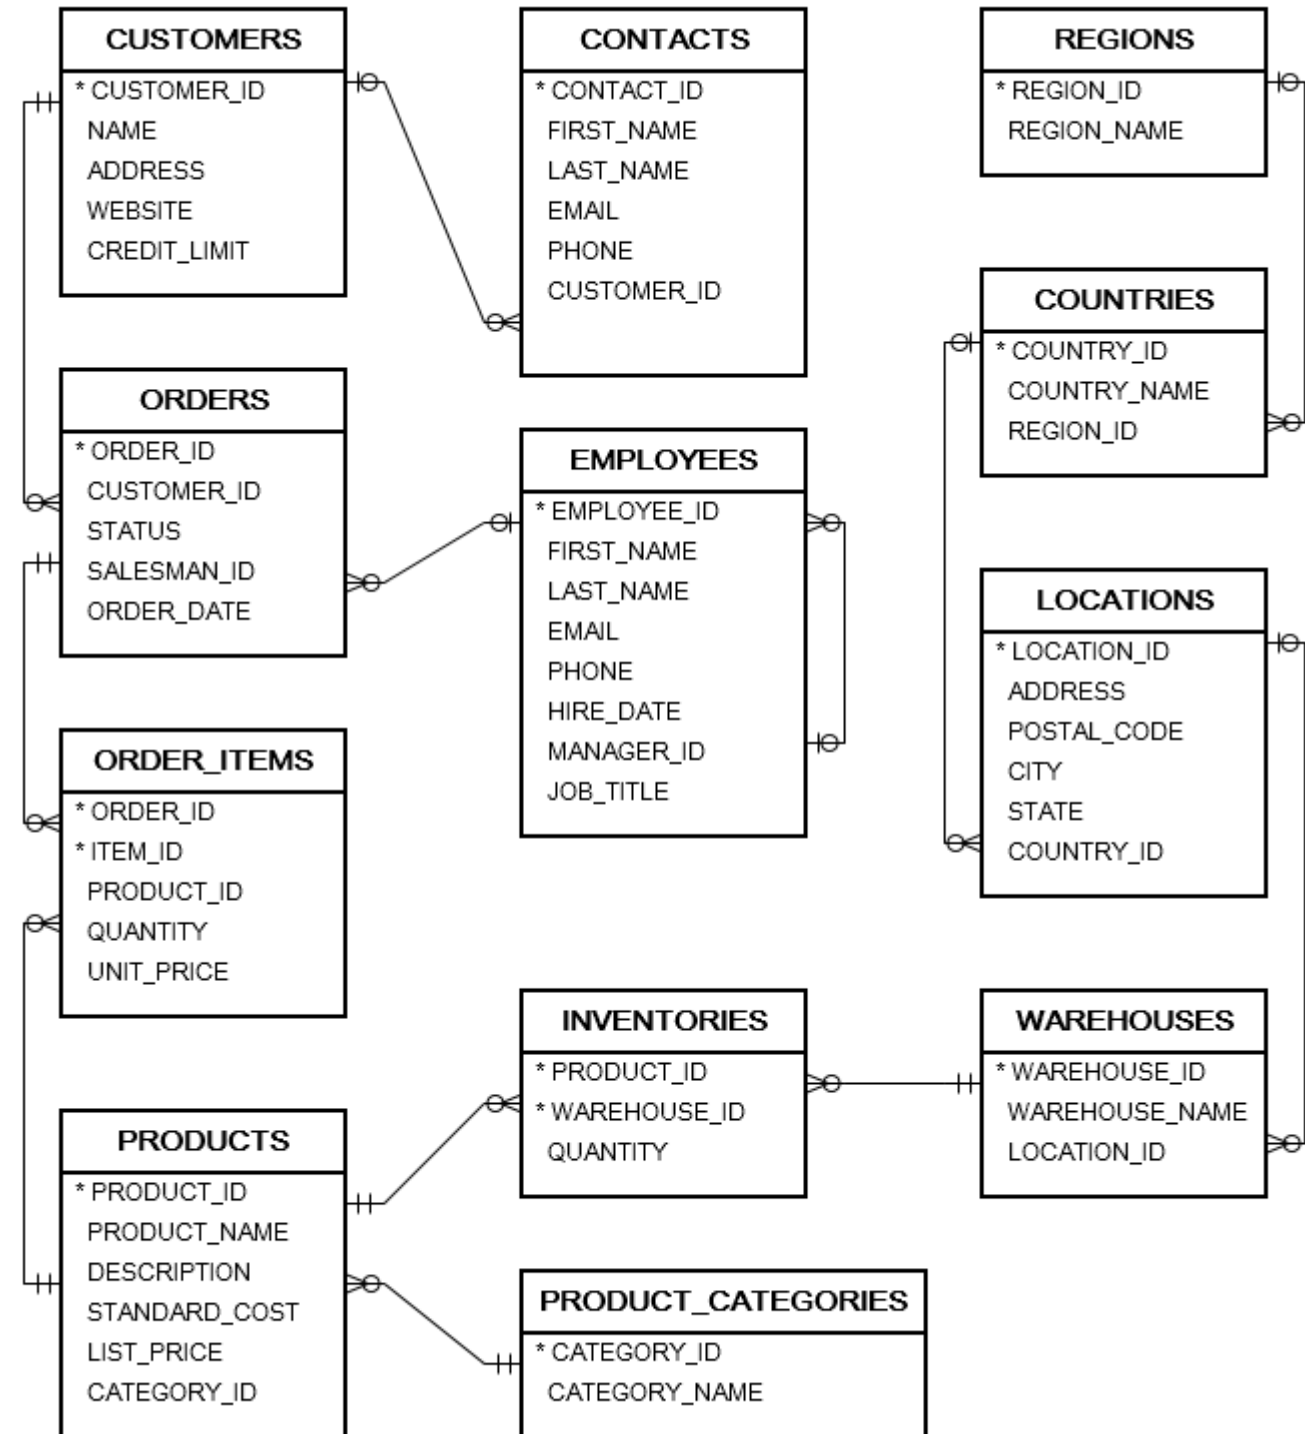 CUSTOMERS
* CUSTOMER_ID
NAME
ADDRESS
WEBSITE
CREDIT_LIMIT
CONTACTS
* CONTACT_ID
FIRST_NAME
LAST_NAME
EMAIL
PHONE
CUSTOMER_ID
REGIONS
* REGION_ID
REGION_NAME
COUNTRIES
* COUNTRY_ID
COUNTRY_NAME
REGION_ID
ORDERS
* ORDER_ID
CUSTOMER_ID
STATUS
SALESMAN_ID
ORDER_DATE
EMPLOYEES
* EMPLOYEE_ID
FIRST_NAME
LAST_NAME
EMAIL
PHONE
HIRE_DATE
MANAGER_ID
JOB_TITLE
LOCATIONS
* LOCATION_ID
ADDRESS
POSTAL_CODE
CITY
STATE
COUNTRY_ID
ORDER_ITEMS
* ORDER_ID
* ITEM_ID
PRODUCT_ID
QUANTITY
UNIT_PRICE
INVENTORIES
* PRODUCT_ID
* WAREHOUSE_ID
QUANTITY
WAREHOUSES
* WAREHOUSE_ID
WAREHOUSE_NAME
LOCATION_ID
PRODUCTS
* PRODUCT_ID
PRODUCT_NAME
DESCRIPTION
STANDARD_COST
LIST_PRICE
CATEGORY_ID
PRODUCT_CATEGORIES
* CATEGORY_ID
CATEGORY_NAME